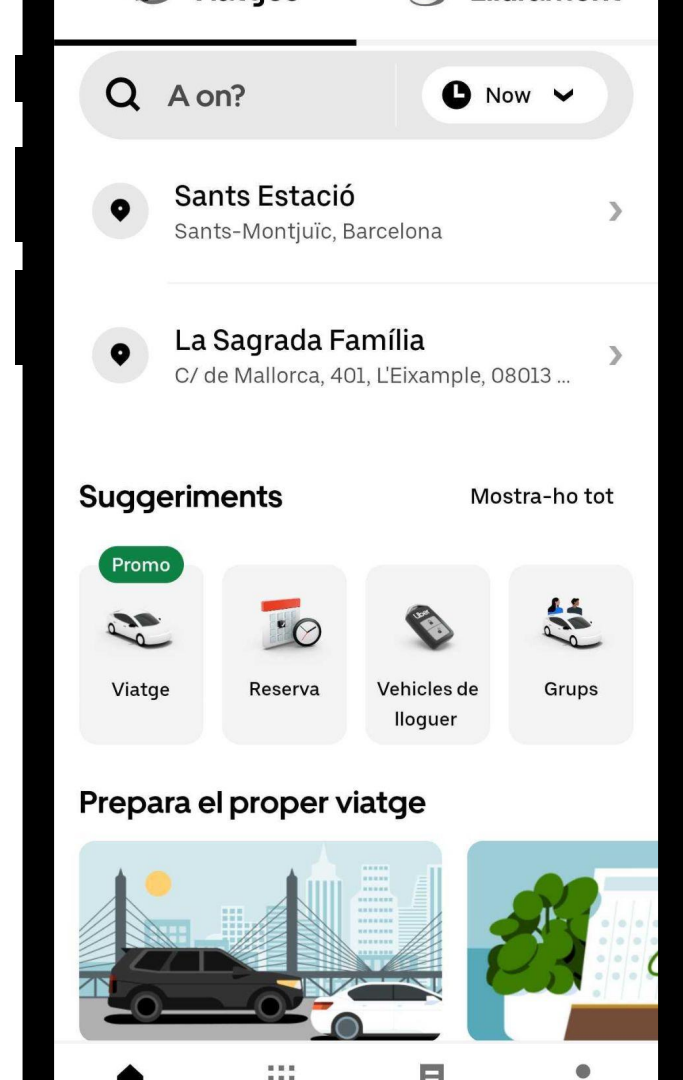 A on?
Now
Sants Estació
Sants-Montjuïc, Barcelona
La Sagrada Família
C/ de Mallorca, 401, L'Eixample, 08013 ...
Suggeriments
Mostra-ho tot
Promo
Viatge
Reserva
Uber
Vehicles de
lloguer
Grups
Prepara el proper viatge